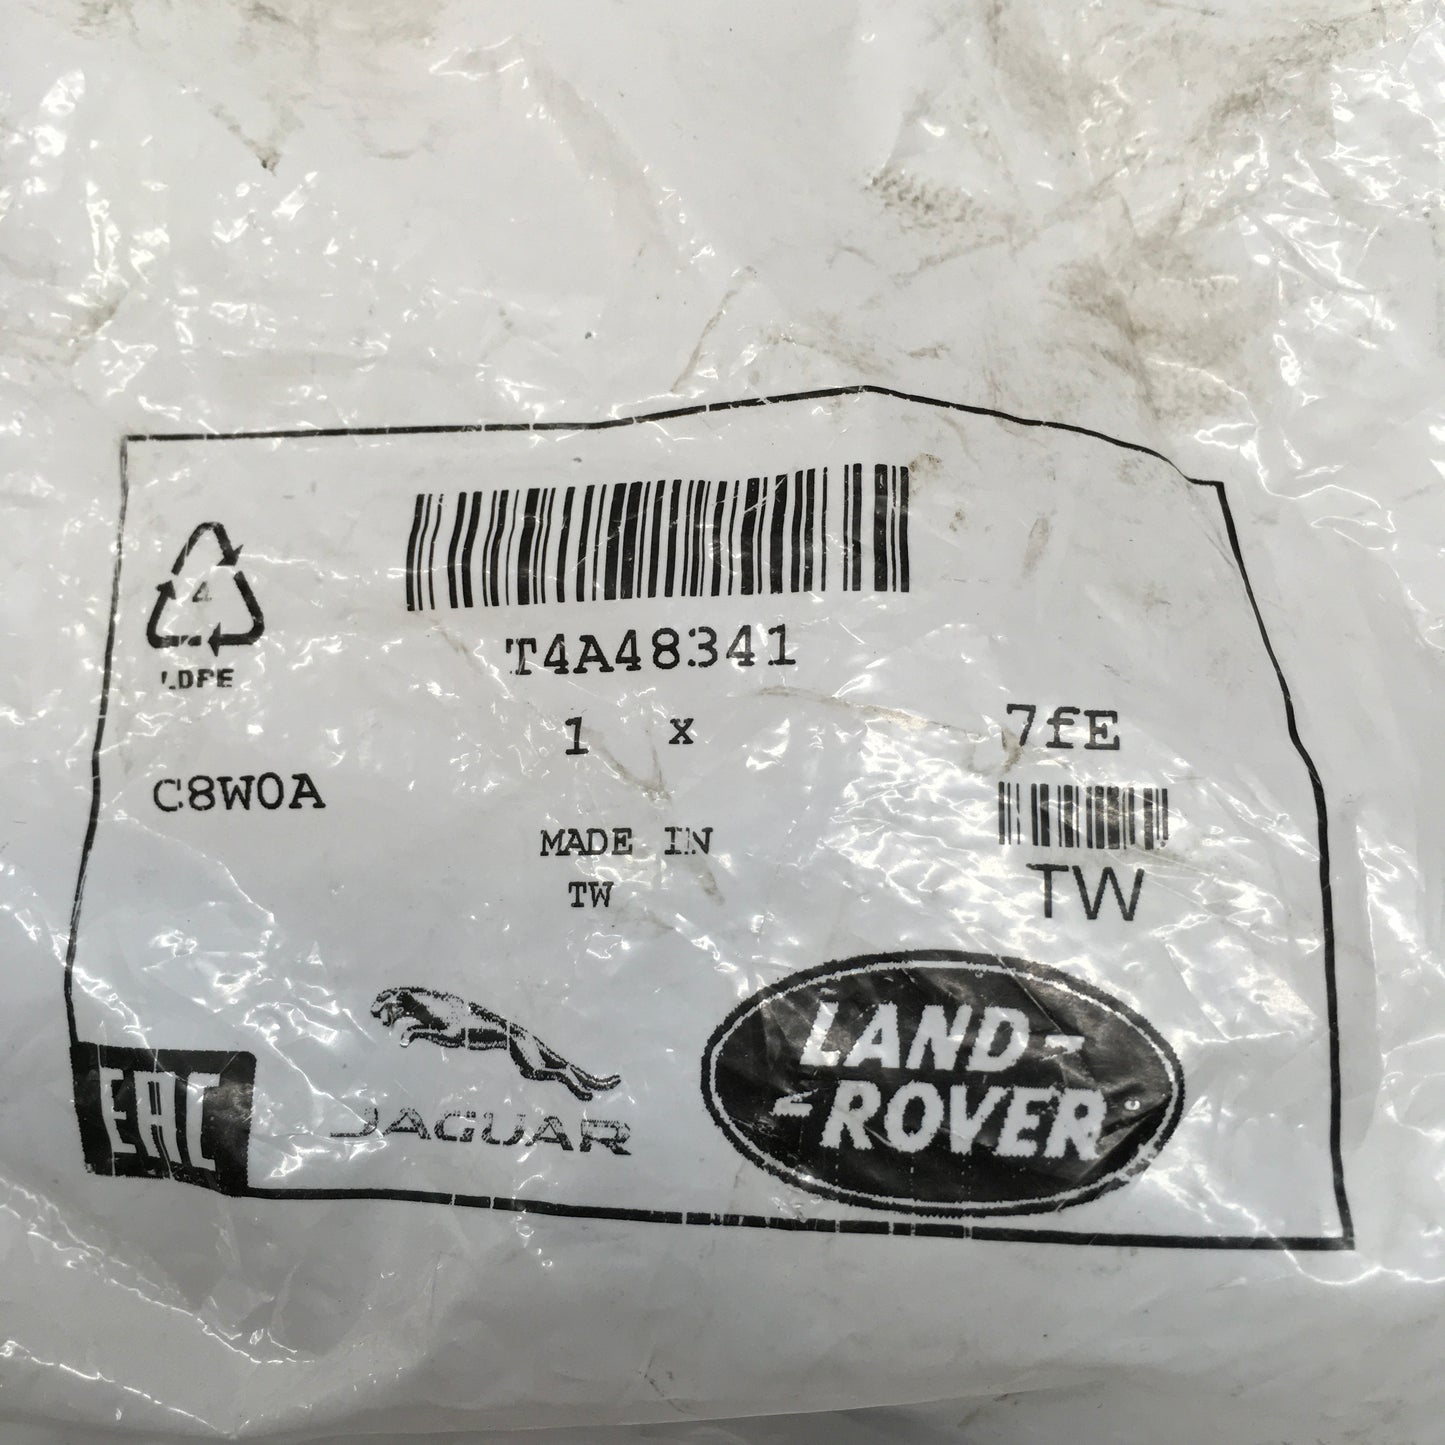 T4A48341
4
LDPE
1 x
7fE
C8W0A
MADE IN
TW
TW
EAC
JAGUAR
LAND-
-ROVER